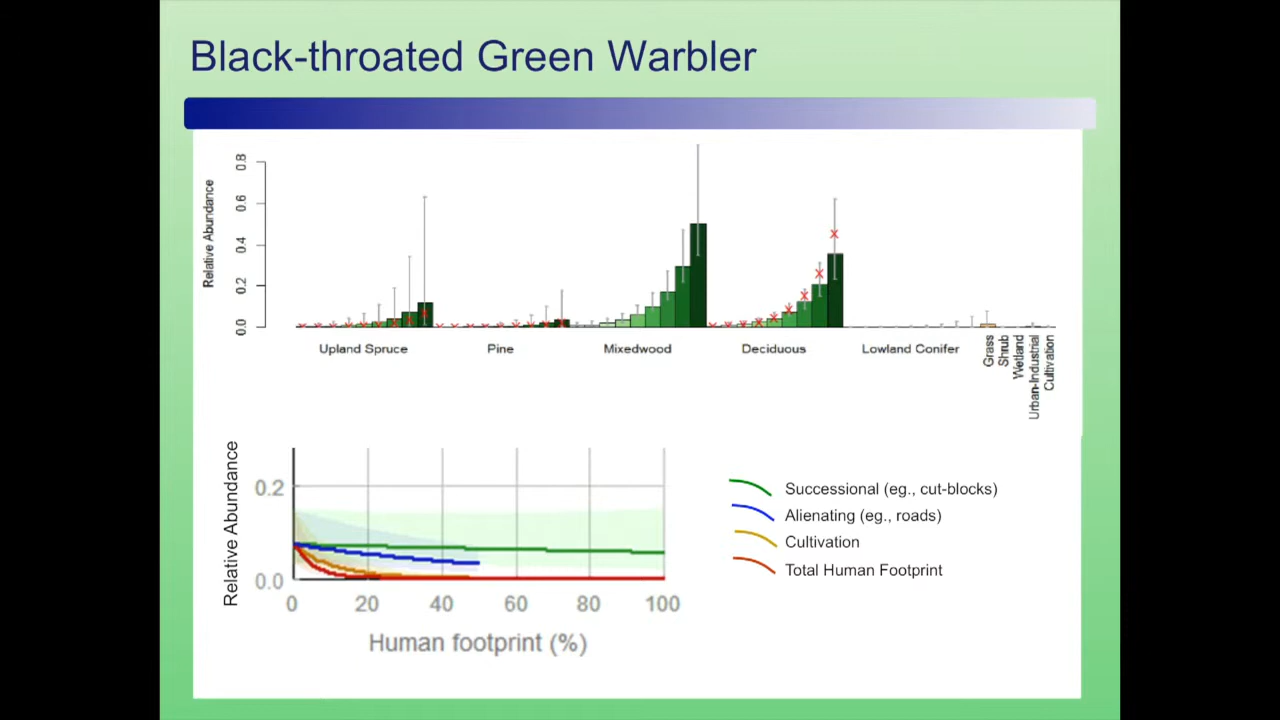 Black-throated Green Warbler
Relative Abundance
0.8
0.6
0.4
0.2
0.0
Upland Spruce Pine Mixedwood Deciduous Lowland Conifer
Grass
Shrub
Wetland
Urban-Industrial
Cultivation
Relative Abundance
0.2
0.0
0 20 40 60 80 100
Human footprint (%)
Successional (eg., cut-blocks)
Alienating (eg., roads)
Cultivation
Total Human Footprint